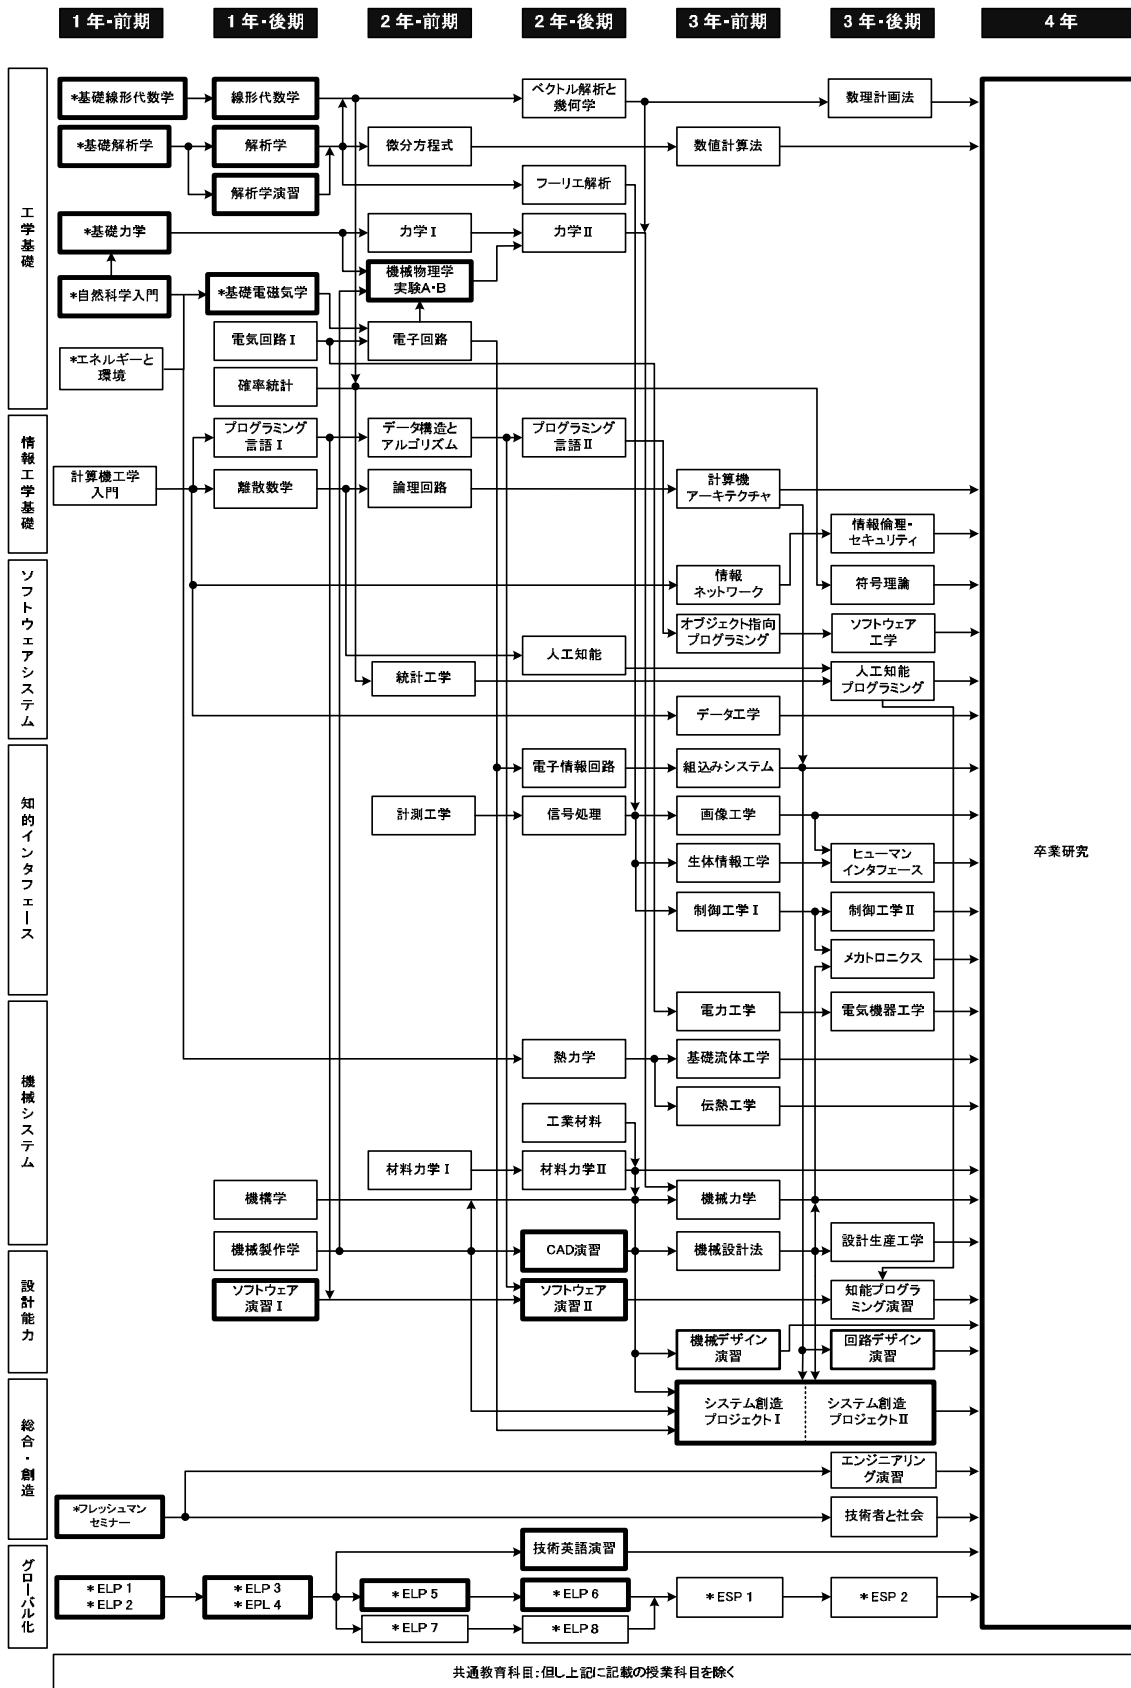 1年-前期
1年-後期
2年-前期
2年-後期
3年-前期
3年-後期
4年
工学基礎
*基礎線形代数学
線形代数学
ベクトル解析と
幾何学
数理計画法
*基礎解析学
解析学
微分方程式
数値計算法
解析学演習
フーリエ解析
*基礎力学
力学Ⅰ
力学Ⅱ
*自然科学入門
*基礎電磁気学
機械物理学
実験A・B
電気回路Ⅰ
電子回路
*エネルギーと
環境
確率統計
情報工学基礎
プログラミング
言語Ⅰ
データ構造と
アルゴリズム
プログラミング
言語Ⅱ
計算機工学
入門
離散数学
論理回路
計算機
アーキテクチャ
情報倫理・
セキュリティ
ソフトウェアシステム
情報
ネットワーク
符号理論
オブジェクト指向
プログラミング
ソフトウェア
工学
人工知能
統計工学
人工知能
プログラミング
データ工学
知的インタフェース
電子情報回路
組込みシステム
計測工学
信号処理
画像工学
生体情報工学
ヒューマン
インタフェース
制御工学Ⅰ
制御工学Ⅱ
メカトロニクス
卒業研究
機械システム
電力工学
電気機器工学
熱力学
基礎流体工学
伝熱工学
工業材料
材料力学Ⅰ
材料力学Ⅱ
機構学
機械力学
機械製作学
CAD演習
機械設計法
設計生産工学
設計能力
ソフトウェア
演習Ⅰ
ソフトウェア
演習Ⅱ
知能プログラ
ミング演習
機械デザイン
演習
回路デザイン
演習
総合・創造
システム創造
プロジェクトⅠ
システム創造
プロジェクトⅡ
エンジニアリン
グ演習
*フレッシュマン
セミナー
技術者と社会
グローバル化
技術英語演習
*ELP 1
*ELP 2
*ELP 3
*EPL 4
*ELP 5
*ELP 6
*ESP 1
*ESP 2
*ELP 7
*ELP 8
共通教育科目:但し上記に記載の授業科目を除く